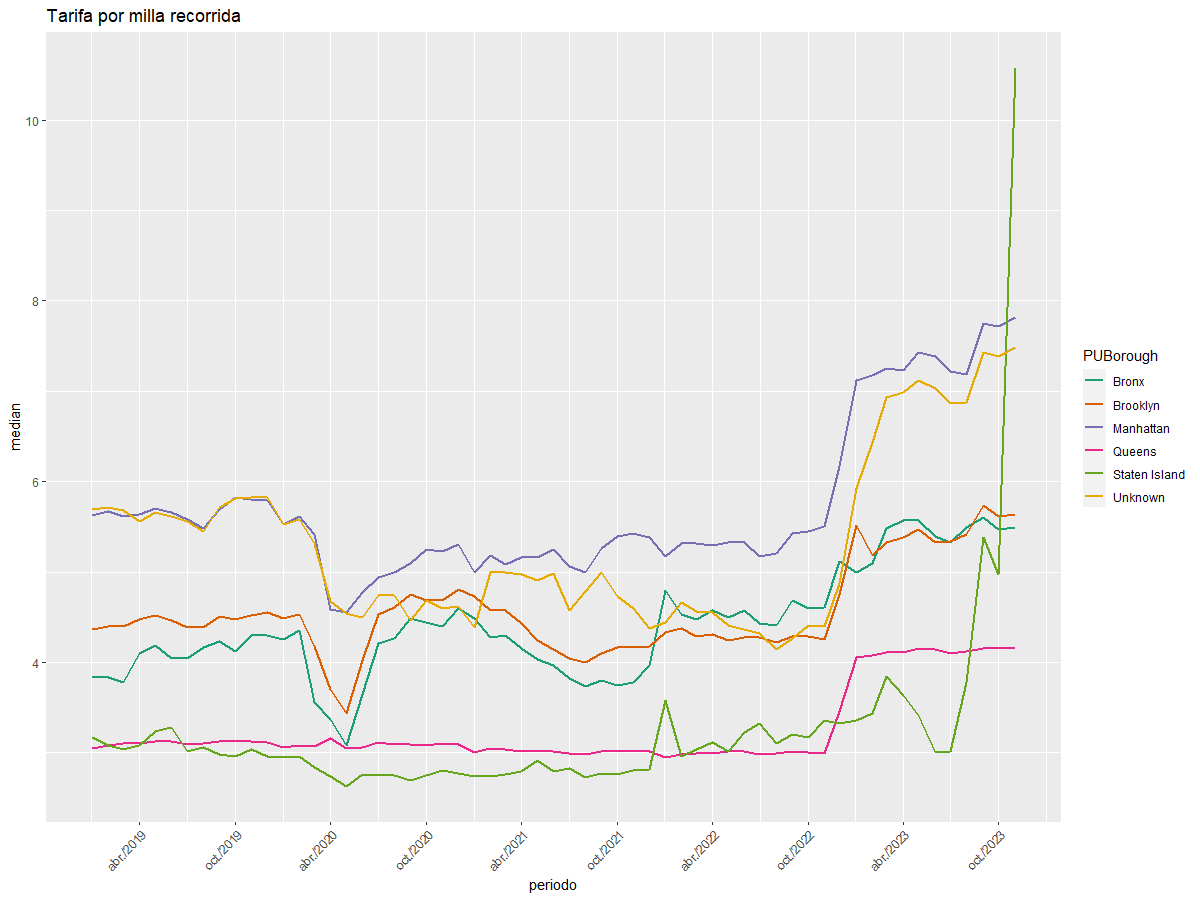 Tarifa por milla recorrida
median
10
8
6
4
abr./2019
oct./2019
abr./2020
oct./2020
abr./2021
oct./2021
abr./2022
oct./2022
abr./2023
oct./2023
periodo
PUBorough
Bronx
Brooklyn
Manhattan
Queens
Staten Island
Unknown